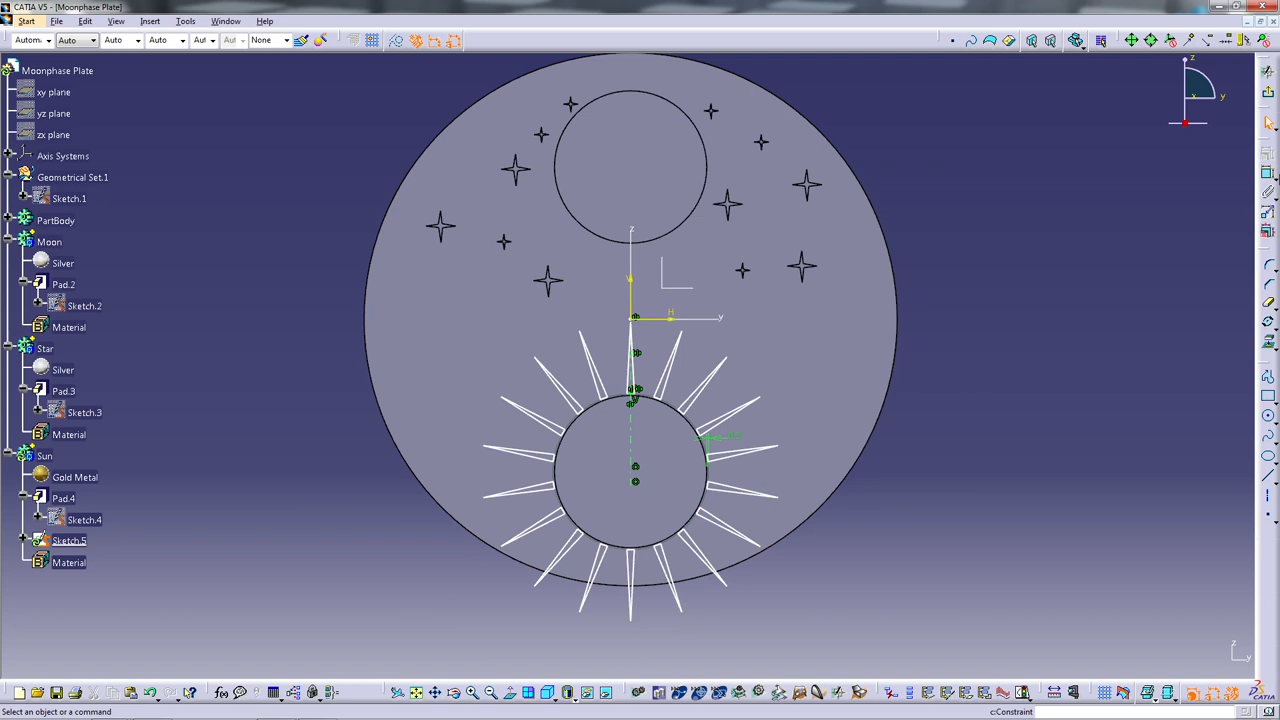 CATIA V5 - [Moonphase Plate]
Start File Edit View Insert Tools Window Help
Autom. Auto Auto Auto Aut Aut None
Moonphase Plate
xy plane
yz plane
zx plane
Axis Systems
Geometrical Set.1
Sketch.1
PartBody
Moon
Silver
Pad.2
Sketch.2
Material
Star
Silver
Pad.3
Sketch.3
Material
Sun
Gold Metal
Pad.4
Sketch.4
Sketch.5
Material
z
x y
z
V
H
y
z
y
Select an object or a command
c:Constraint